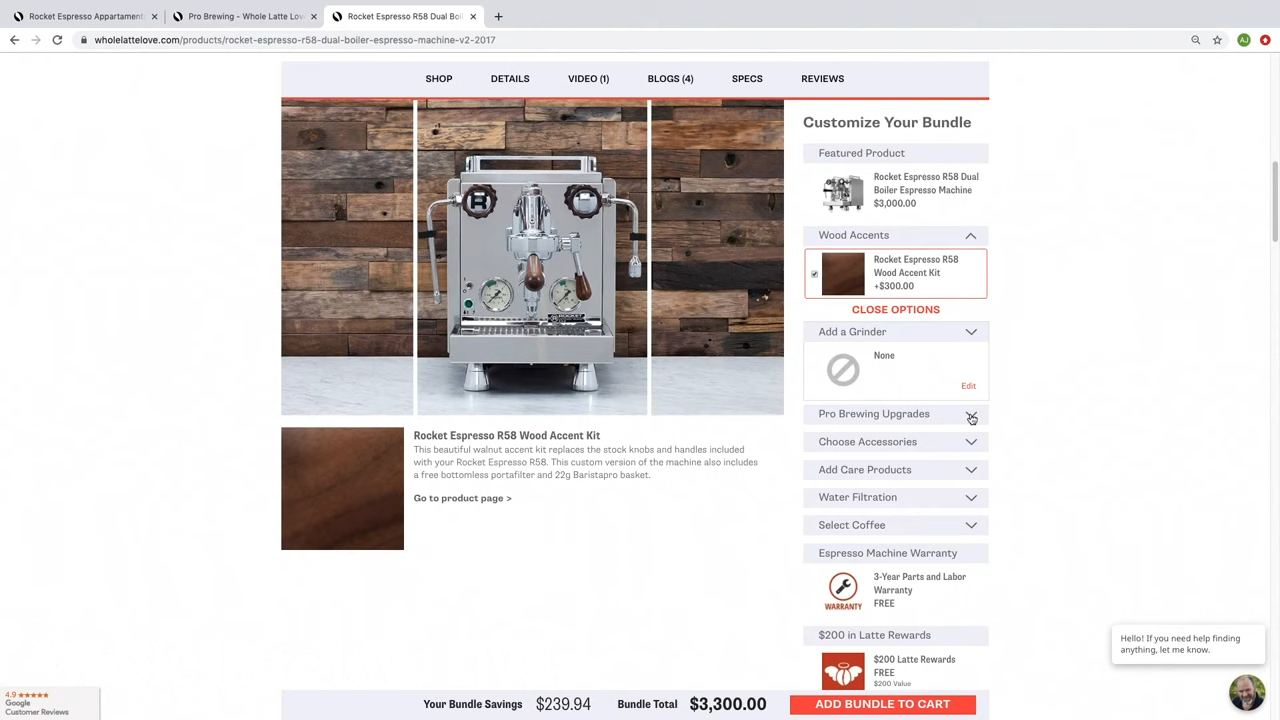 Rocket Espresso Appartament
Pro Brewing - Whole Latte Lov
Rocket Espresso R58 Dual Boi
wholelattelove.com/products/rocket-espresso-r58-dual-boiler-espresso-machine-v2-2017
AJ
SHOP DETAILS VIDEO (1) BLOGS (4) SPECS REVIEWS
Customize Your Bundle
Featured Product
Rocket Espresso R58 Dual
Boiler Espresso Machine
$3,000.00
Wood Accents
Rocket Espresso R58
Wood Accent Kit
+$300.00
CLOSE OPTIONS
Add a Grinder
None
Edit
Pro Brewing Upgrades
Choose Accessories
Add Care Products
Water Filtration
Select Coffee
Espresso Machine Warranty
WARRANTY
3-Year Parts and Labor
Warranty
FREE
$200 in Latte Rewards
$200 Latte Rewards
FREE
$200 Value
Rocket Espresso R58 Wood Accent Kit
This beautiful walnut accent kit replaces the stock knobs and handles included
with your Rocket Espresso R58. This custom version of the machine also includes
a free bottomless portafilter and 22g Baristapro basket.
Go to product page >
Hello! If you need help finding
anything, let me know.
4.9 ★★★★★
Google
Customer Reviews
Your Bundle Savings $239.94 Bundle Total $3,300.00 ADD BUNDLE TO CART